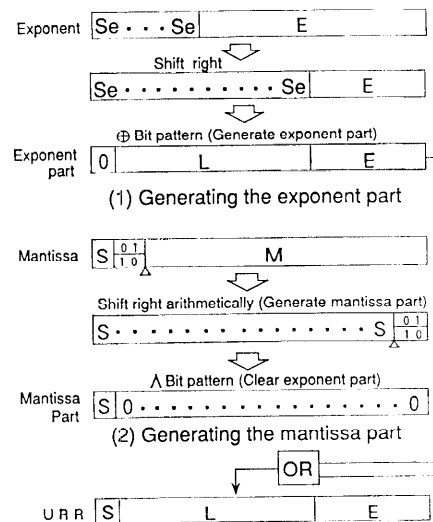 Exponent Se · · · Se E
Shift right
Se · · · · · · · · · · Se E
⊕ Bit pattern (Generate exponent part)
Exponent part 0 L E
(1) Generating the exponent part
Mantissa S 0 1 1 0 M
Shift right arithmetically (Generate mantissa part)
S · · · · · · · · · · · · · · · S 0 1 1 0
Λ Bit pattern (Clear exponent part)
Mantissa Part S 0 · · · · · · · · · · · · · · · 0
(2) Generating the mantissa part
OR
U R R S L E